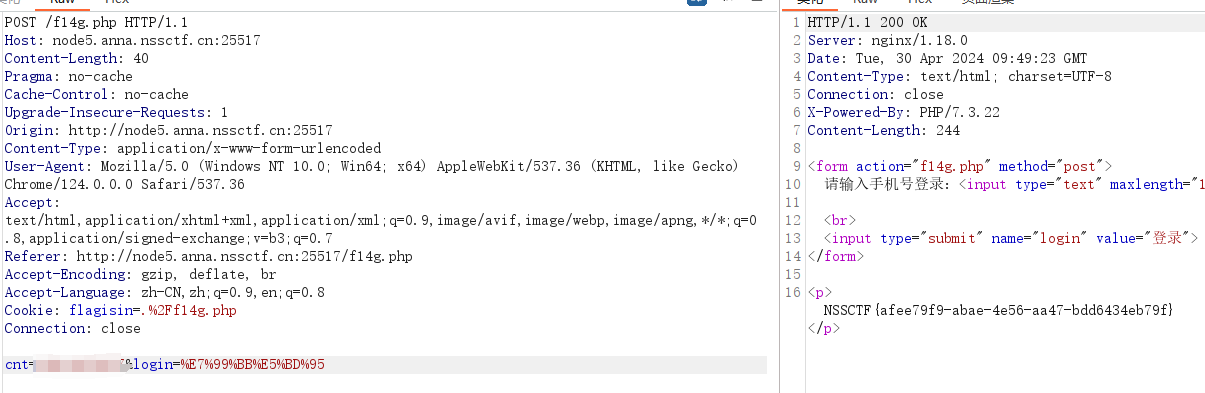 Raw
Hex
POST /f14g.php HTTP/1.1
Host: node5.anna.nssctf.cn:25517
Content-Length: 40
Pragma: no-cache
Cache-Control: no-cache
Upgrade-Insecure-Requests: 1
Origin: http://node5.anna.nssctf.cn:25517
Content-Type: application/x-www-form-urlencoded
User-Agent: Mozilla/5.0 (Windows NT 10.0; Win64; x64) AppleWebKit/537.36 (KHTML, like Gecko)
Chrome/124.0.0.0 Safari/537.36
Accept:
text/html,application/xhtml+xml,application/xml;q=0.9,image/avif,image/webp,image/apng,*/*;q=0
.8,application/signed-exchange;v=b3;q=0.7
Referer: http://node5.anna.nssctf.cn:25517/f14g.php
Accept-Encoding: gzip, deflate, br
Accept-Language: zh-CN,zh;q=0.9,en;q=0.8
Cookie: flagisin=.%2Ff14g.php
Connection: close
cnt=
&login=%E7%99%BB%E5%BD%95
美化
Raw
Hex
页面渲染
1 HTTP/1.1 200 OK
2 Server: nginx/1.18.0
3 Date: Tue, 30 Apr 2024 09:49:23 GMT
4 Content-Type: text/html; charset=UTF-8
5 Connection: close
6 X-Powered-By: PHP/7.3.22
7 Content-Length: 244
8
9 <form action="f14g.php" method="post">
10 请输入手机号登录：<input type="text" maxlength="1
11
12 <br>
13 <input type="submit" name="login" value="登录">
14 </form>
15
16 <p>
NSSCTF{afee79f9-abae-4e56-aa47-bdd6434eb79f}
</p>